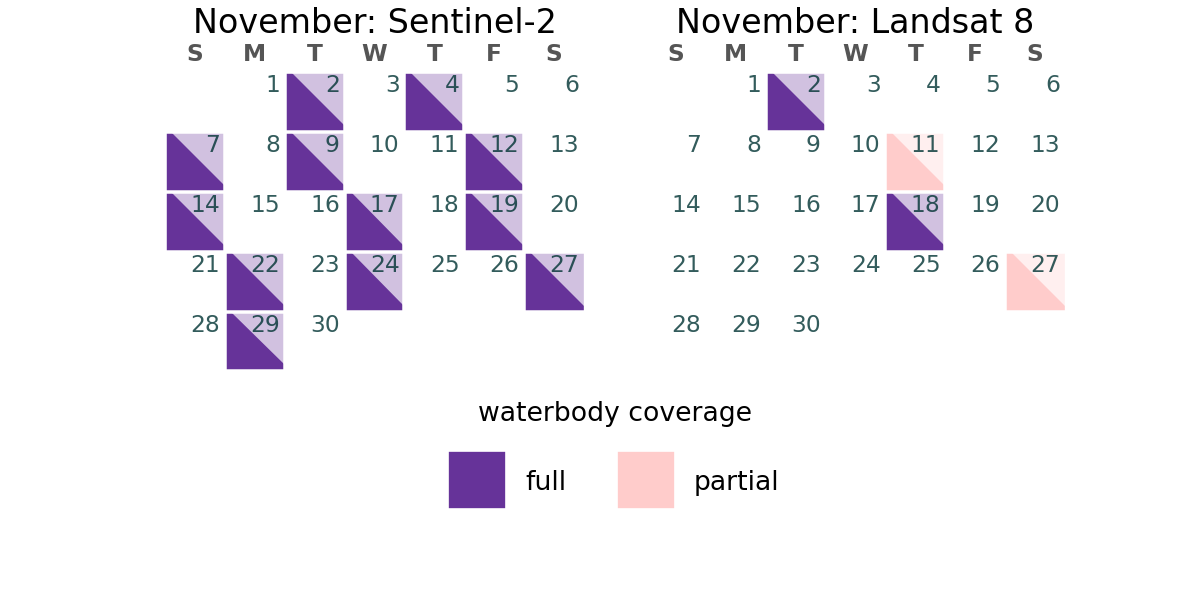 November: Sentinel-2
S M T W T F S
1 2 3 4 5 6
7 8 9 10 11 12 13
14 15 16 17 18 19 20
21 22 23 24 25 26 27
28 29 30
November: Landsat 8
S M T W T F S
1 2 3 4 5 6
7 8 9 10 11 12 13
14 15 16 17 18 19 20
21 22 23 24 25 26 27
28 29 30
waterbody coverage
full
partial